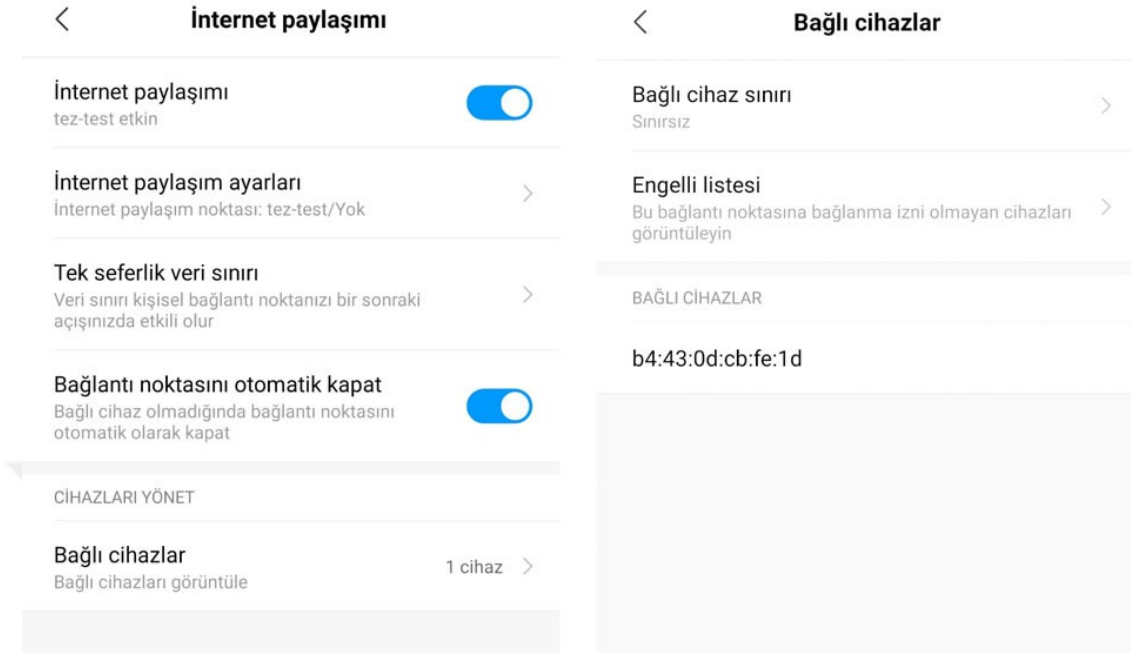 İnternet paylaşımı
İnternet paylaşımı
tez-test etkin
İnternet paylaşım ayarları
İnternet paylaşım noktası: tez-test/Yok
Tek seferlik veri sınırı
Veri sınırı kişisel bağlantı noktanızı bir sonraki
açışınızda etkili olur
Bağlantı noktasını otomatik kapat
Bağlı cihaz olmadığında bağlantı noktasını
otomatik olarak kapat
CİHAZLARI YÖNET
Bağlı cihazlar
1 cihaz
Bağlı cihazları görüntüle
Bağlı cihazlar
Bağlı cihaz sınırı
Sınırsız
Engelli listesi
Bu bağlantı noktasına bağlanma izni olmayan cihazları
görüntüleyin
BAĞLI CİHAZLAR
b4:43:0d:cb:fe:1d